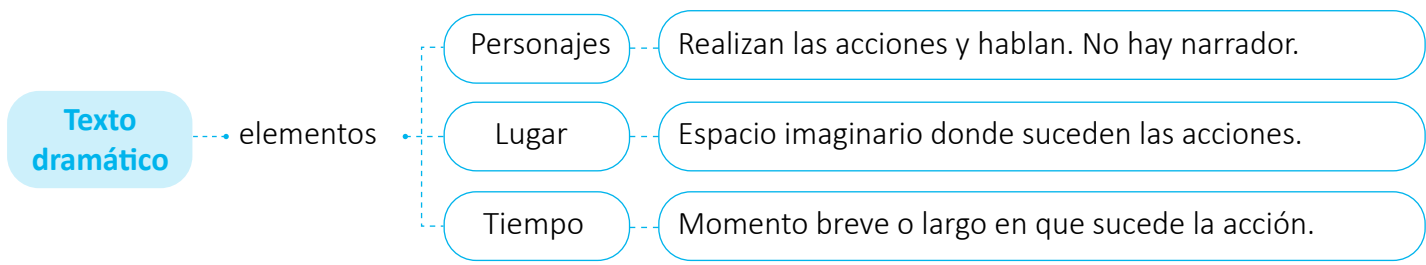 Texto
dramático
elementos
Personajes
Realizan las acciones y hablan. No hay narrador.
Lugar
Espacio imaginario donde suceden las acciones.
Tiempo
Momento breve o largo en que sucede la acción.